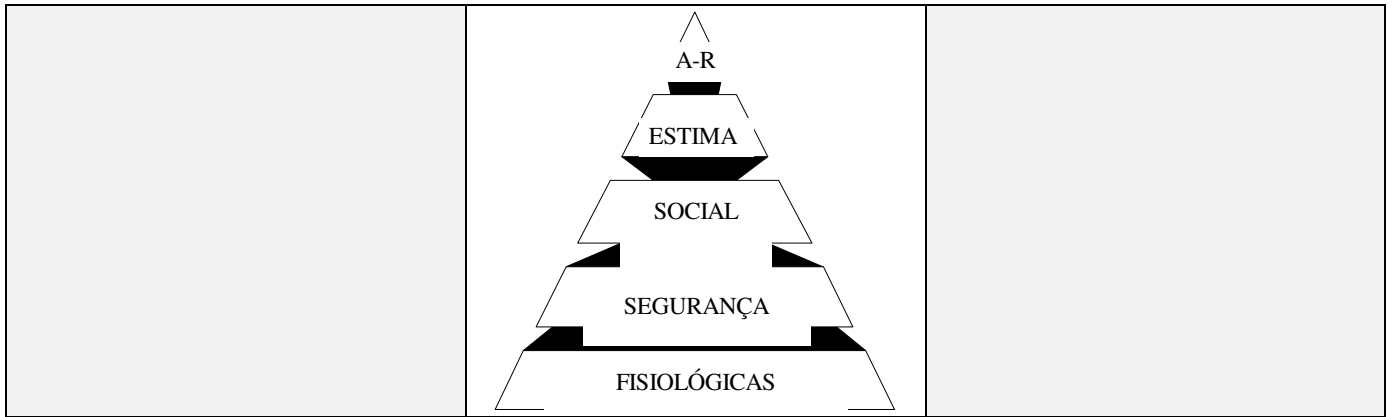 A-R
ESTIMA
SOCIAL
SEGURANÇA
FISIOLÓGICAS